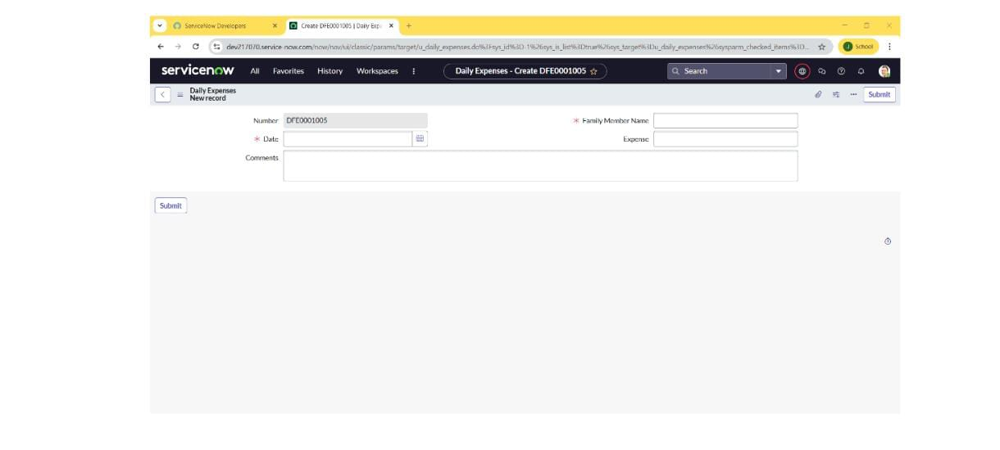 ServiceNow Developers
Create DFE0001005 | Daily Exp
dev217070.service-now.com/now/nav/ui/classic/params/target/u_daily_expenses.do%3Fsys_id%3D-1%26sys_is_list%3Dtrue%26sys_target%3Du_daily_expenses%26sysparm_checked_items%3D...
School
servicenow
All
Favorites
History
Workspaces
Daily Expenses - Create DFE0001005
Search
Daily Expenses
New record
Submit
Number
DFE0001005
* Family Member Name
* Date
Expense
Comments
Submit